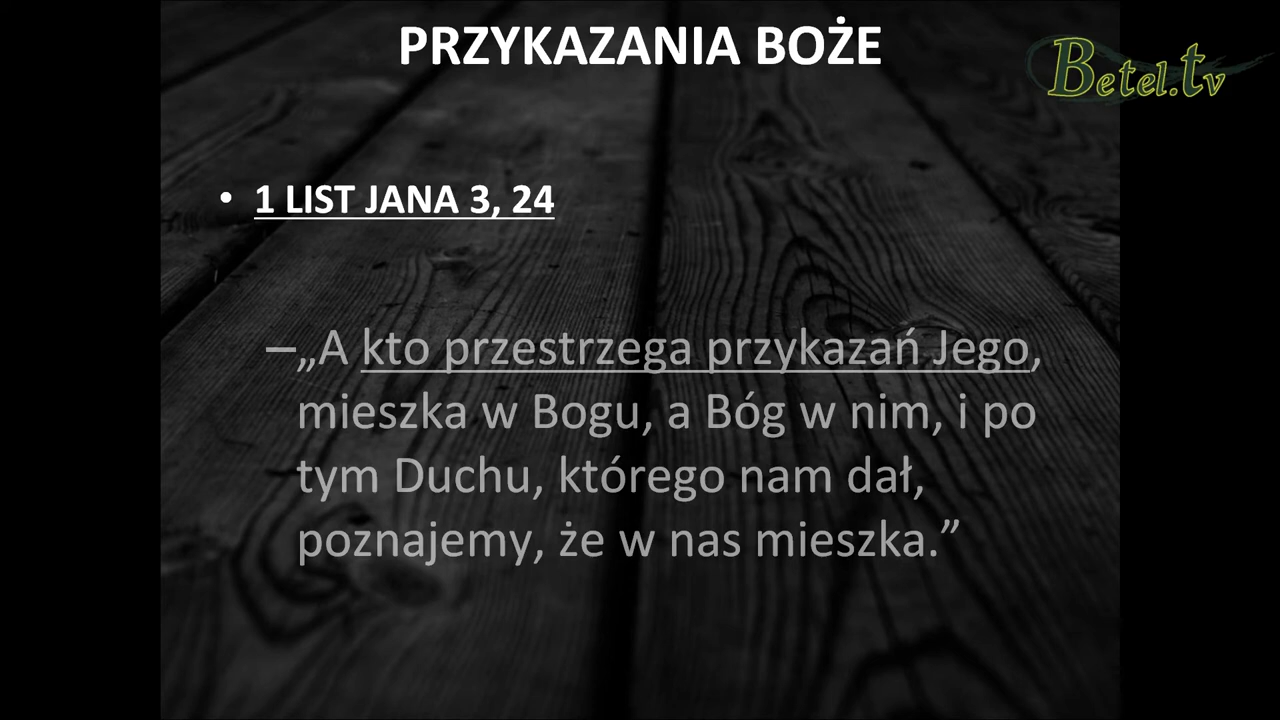 PRZYKAZANIA BOŻE
Betel.tv
• 1 LIST JANA 3, 24
–„A kto przestrzega przykazań Jego,
mieszka w Bogu, a Bóg w nim, i po
tym Duchu, którego nam dał,
poznajemy, że w nas mieszka.”